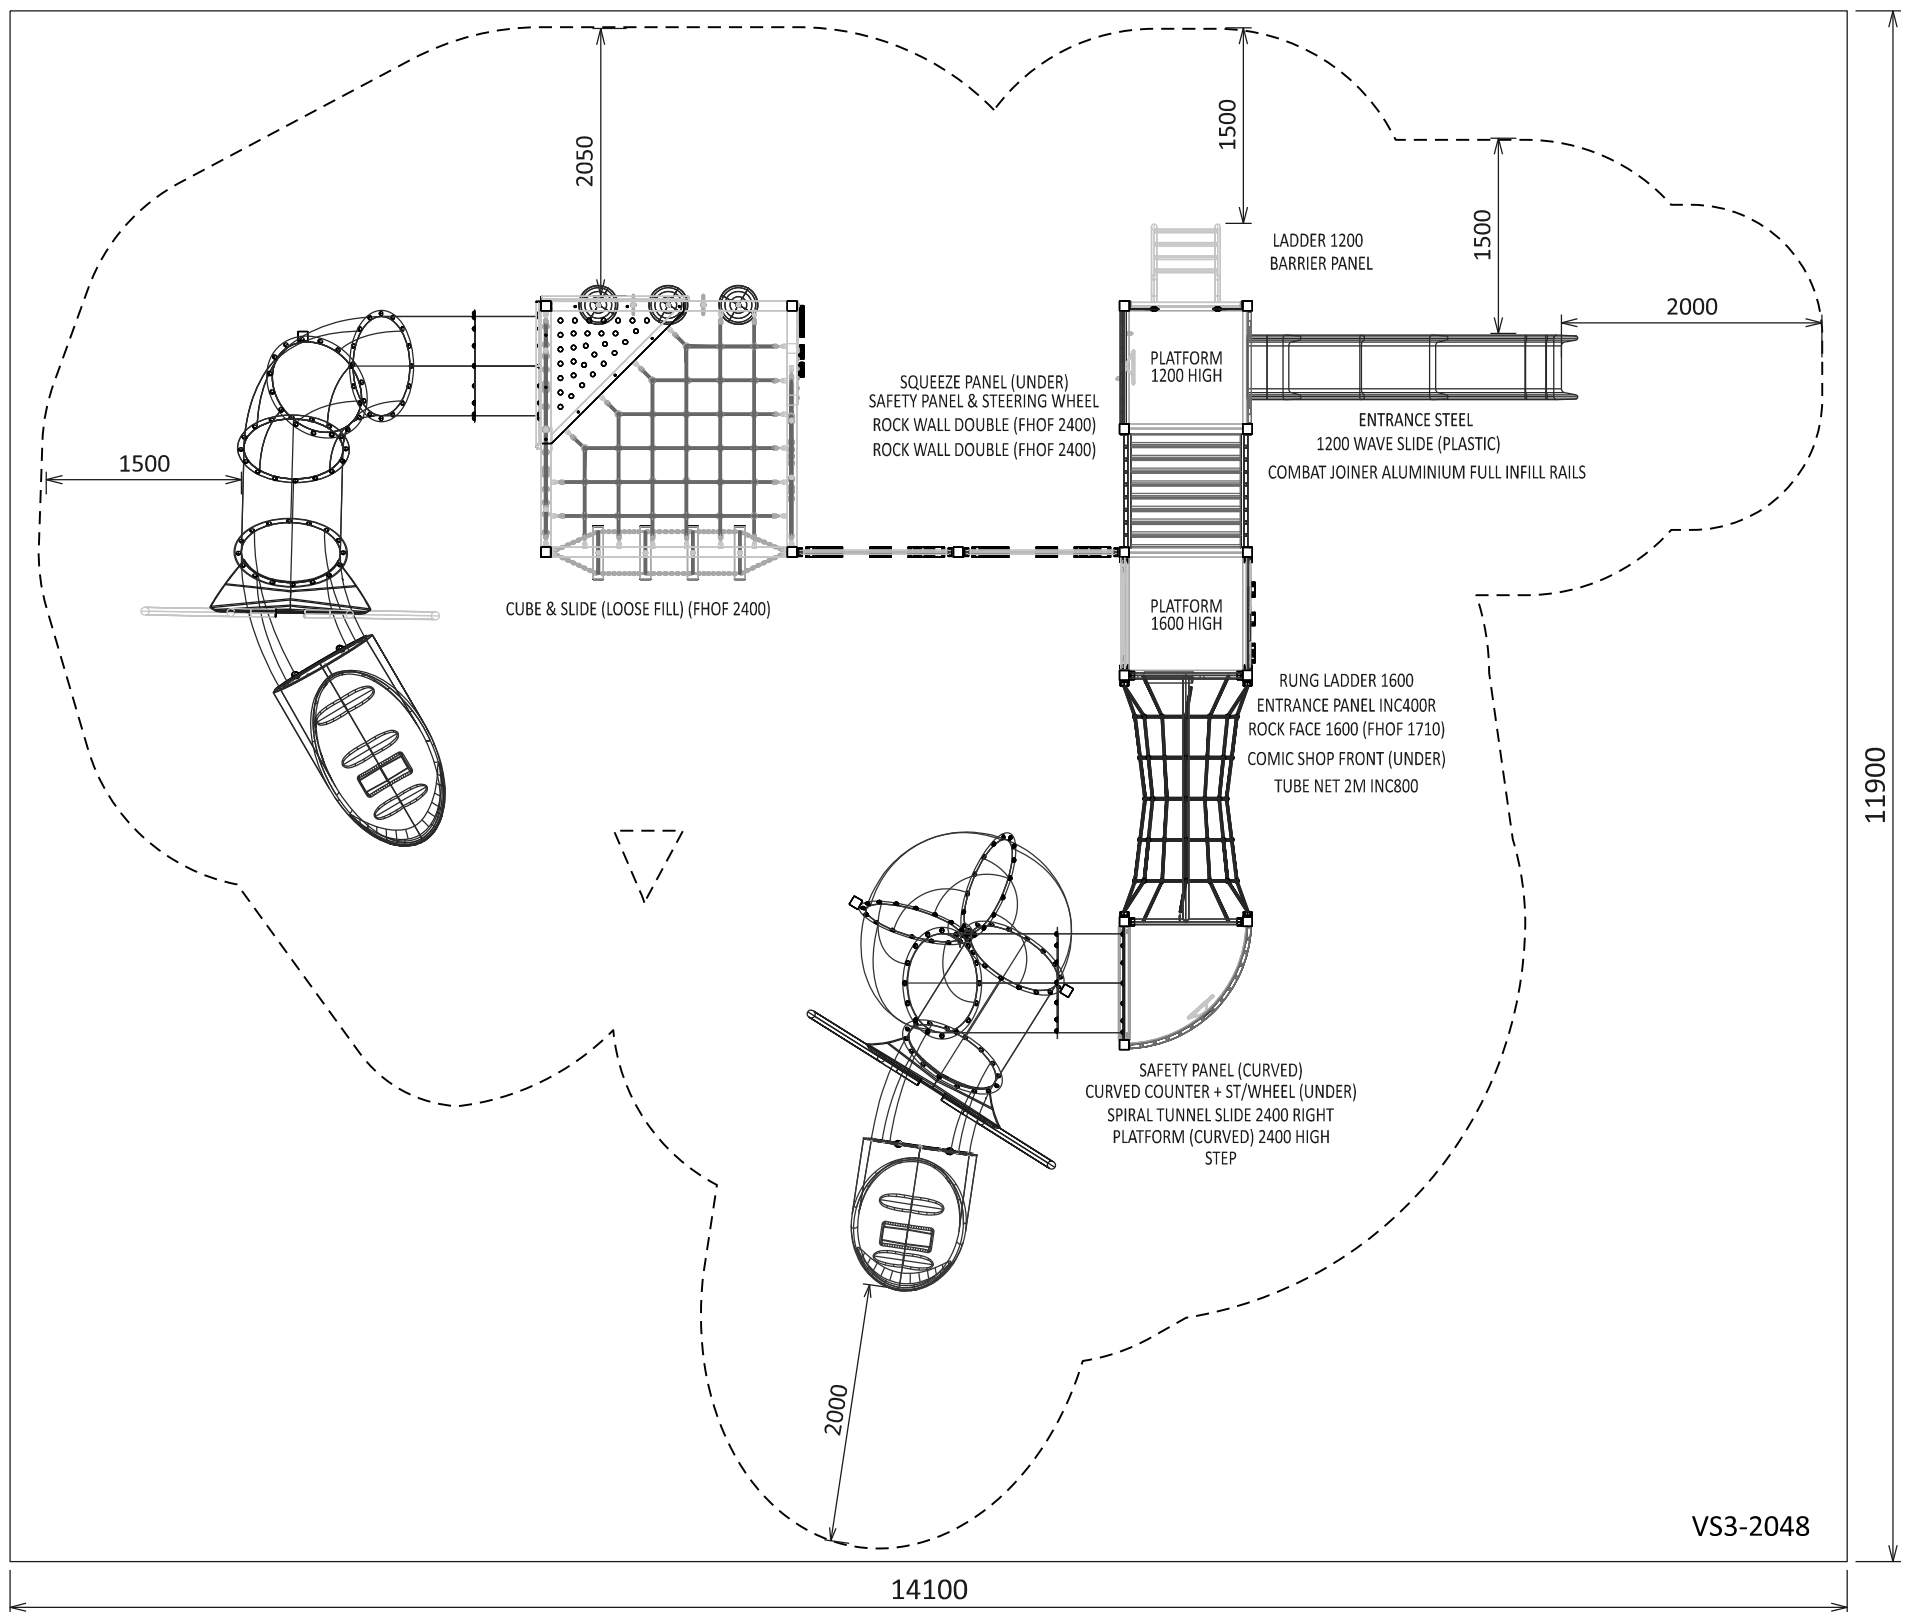 2050
1500
1500
LADDER 1200
BARRIER PANEL
2000
PLATFORM
1200 HIGH
SQUEEZE PANEL (UNDER)
SAFETY PANEL & STEERING WHEEL
ROCK WALL DOUBLE (FHOF 2400)
ROCK WALL DOUBLE (FHOF 2400)
ENTRANCE STEEL
1200 WAVE SLIDE (PLASTIC)
COMBAT JOINER ALUMINIUM FULL INFILL RAILS
1500
CUBE & SLIDE (LOOSE FILL) (FHOF 2400)
PLATFORM
1600 HIGH
RUNG LADDER 1600
ENTRANCE PANEL INC400R
ROCK FACE 1600 (FHOF 1710)
COMIC SHOP FRONT (UNDER)
TUBE NET 2M INC800
11900
SAFETY PANEL (CURVED)
CURVED COUNTER + ST/WHEEL (UNDER)
SPIRAL TUNNEL SLIDE 2400 RIGHT
PLATFORM (CURVED) 2400 HIGH
STEP
2000
VS3-2048
14100